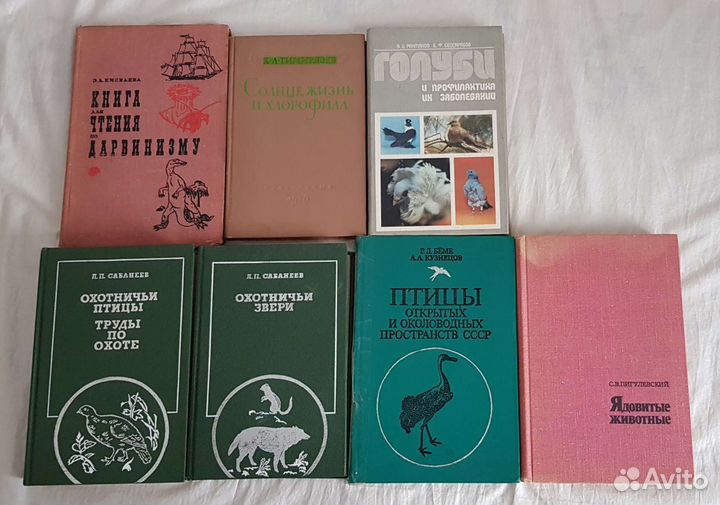 Э.А. КИСЕЛЕВА
КНИГА
ДЛЯ
ЧТЕНИЯ
ПО
ДАРВИНИЗМУ
К.А. ТИМИРЯЗЕВ
Солнце, жизнь
и хлорофилл
ГОЛУБИ
И ПРОФИЛАКТИКА
ИХ ЗАБОЛЕВАНИЙ
Л.П. САБАНЕЕВ
ОХОТНИЧЬИ
ПТИЦЫ
ТРУДЫ
ПО
ОХОТЕ
Л.П. САБАНЕЕВ
ОХОТНИЧЬИ
ЗВЕРИ
Р.Л. БЁМЕ
А.А. КУЗНЕЦОВ
ПТИЦЫ
ОТКРЫТЫХ
И ОКОЛОВОДНЫХ
ПРОСТРАНСТВ СССР
С.В. ПИГУЛЕВСКИЙ
Ядовитые
животные
Avito